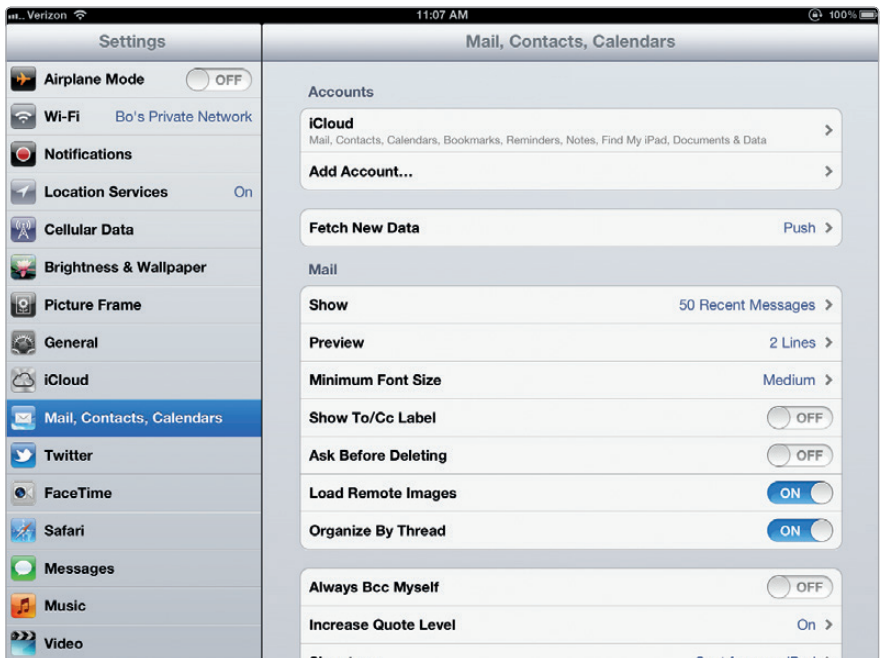 Verizon 11:07 AM 100%
Settings
Airplane Mode OFF
Wi-Fi Bo's Private Network
Notifications
Location Services On
Cellular Data
Brightness & Wallpaper
Picture Frame
General
iCloud
Mail, Contacts, Calendars
Twitter
FaceTime
Safari
Messages
Music
Video
Mail, Contacts, Calendars
Accounts
iCloud
Mail, Contacts, Calendars, Bookmarks, Reminders, Notes, Find My iPad, Documents & Data
Add Account...
Fetch New Data Push
Mail
Show 50 Recent Messages
Preview 2 Lines
Minimum Font Size Medium
Show To/Cc Label OFF
Ask Before Deleting OFF
Load Remote Images ON
Organize By Thread ON
Always Bcc Myself OFF
Increase Quote Level On